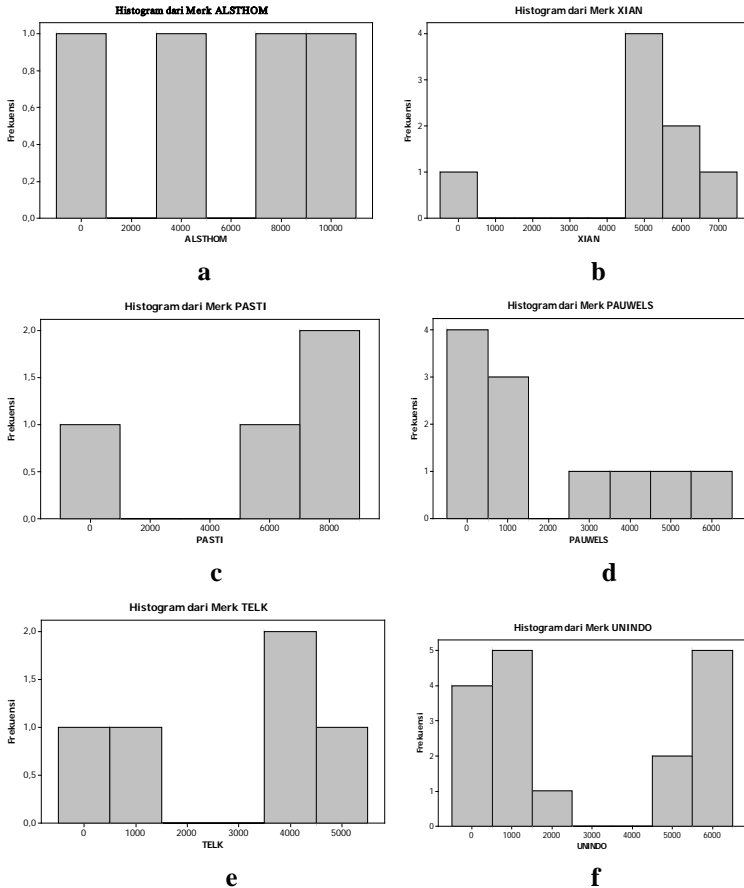 Histogram dari Merk ALSTHOM
Frekuensi
1,0
0,8
0,6
0,4
0,2
0,0
0 2000 4000 6000 8000 10000
ALSTHOM
a
Histogram dari Merk XIAN
Frekuensi
4
3
2
1
0
0 1000 2000 3000 4000 5000 6000 7000
XIAN
b
Histogram dari Merk PASTI
Frekuensi
2,0
1,5
1,0
0,5
0,0
0 2000 4000 6000 8000
PASTI
c
Histogram dari Merk PAUWELS
Frekuensi
4
3
2
1
0
0 1000 2000 3000 4000 5000 6000
PAUWELS
d
Histogram dari Merk TELK
Frekuensi
2,0
1,5
1,0
0,5
0,0
0 1000 2000 3000 4000 5000
TELK
e
Histogram dari Merk UNINDO
Frekuensi
5
4
3
2
1
0
0 1000 2000 3000 4000 5000 6000
UNINDO
f